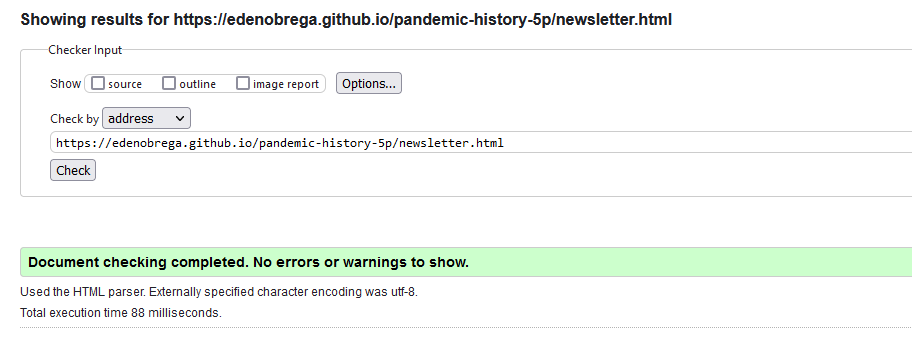 Showing results for https://edenobrega.github.io/pandemic-history-5p/newsletter.html
Checker Input
Show source outline image report Options...
Check by address
https://edenobrega.github.io/pandemic-history-5p/newsletter.html
Check
Document checking completed. No errors or warnings to show.
Used the HTML parser. Externally specified character encoding was utf-8.
Total execution time 88 milliseconds.